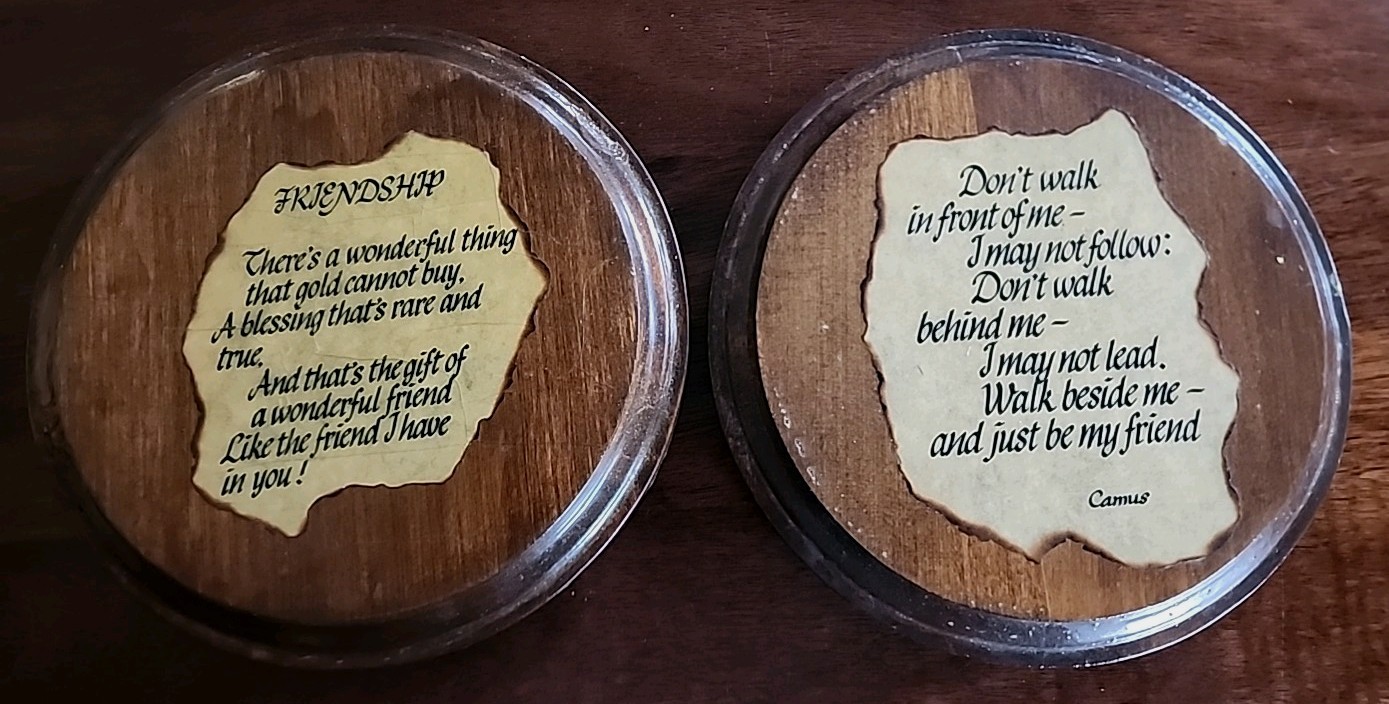 FRIENDSHIP
There's a wonderful thing
that gold cannot buy,
A blessing that's rare and
true,
And that's the gift of
a wonderful friend
Like the friend I have
in you!
Don't walk
in front of me –
I may not follow:
Don't walk
behind me –
I may not lead.
Walk beside me –
and just be my friend
Camus